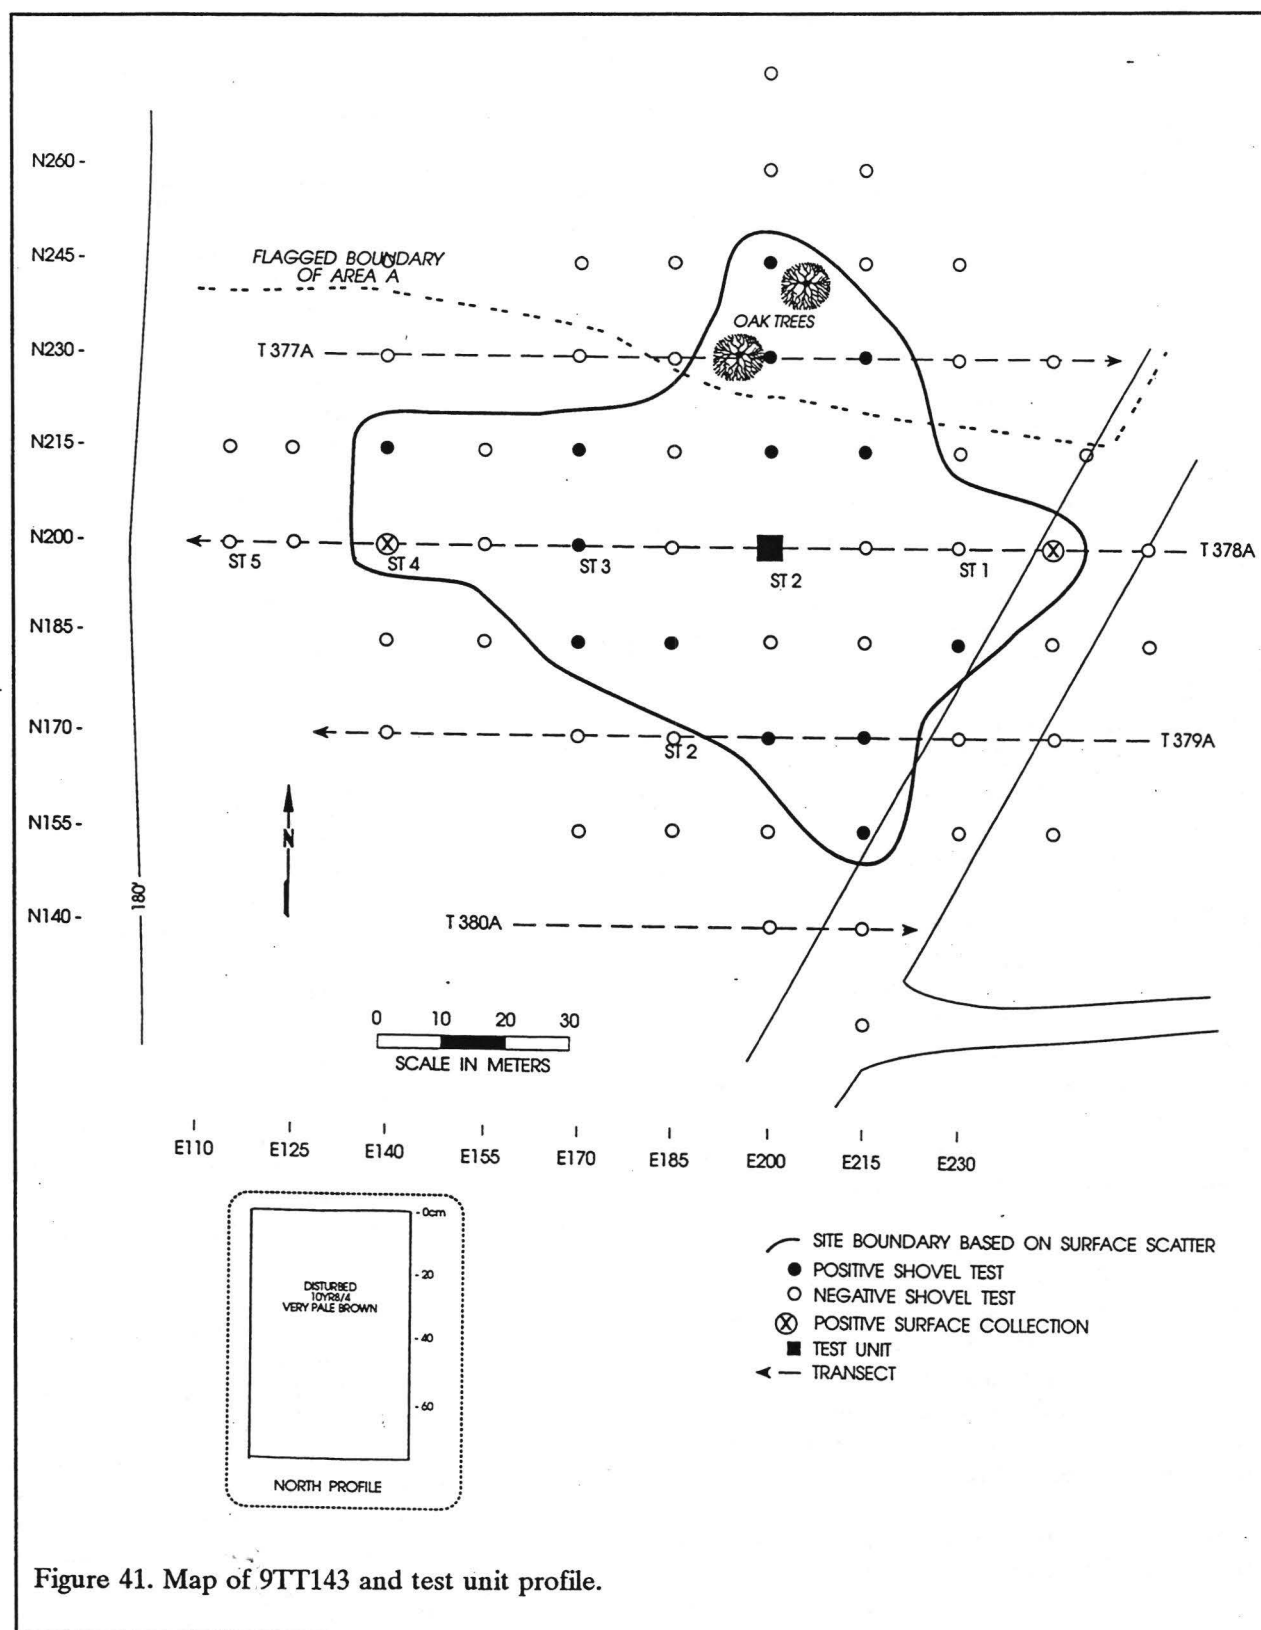 N260 -
N245 -
FLAGGED BOUNDARY
OF AREA A
OAK TREES
N230 -
T 377A
N215 -
N200 -
ST 5
ST 4
ST 3
ST 2
ST 1
T 378A
N185 -
N170 -
ST 2
T 379A
N155 -
N
180'
N140 -
T 380A
0 10 20 30
SCALE IN METERS
E110 E125 E140 E155 E170 E185 E200 E215 E230
- 0cm
- 20
DISTURBED
10YR8/4
VERY PALE BROWN
- 40
- 60
NORTH PROFILE
SITE BOUNDARY BASED ON SURFACE SCATTER
POSITIVE SHOVEL TEST
NEGATIVE SHOVEL TEST
POSITIVE SURFACE COLLECTION
TEST UNIT
TRANSECT
Figure 41. Map of 9TT143 and test unit profile.